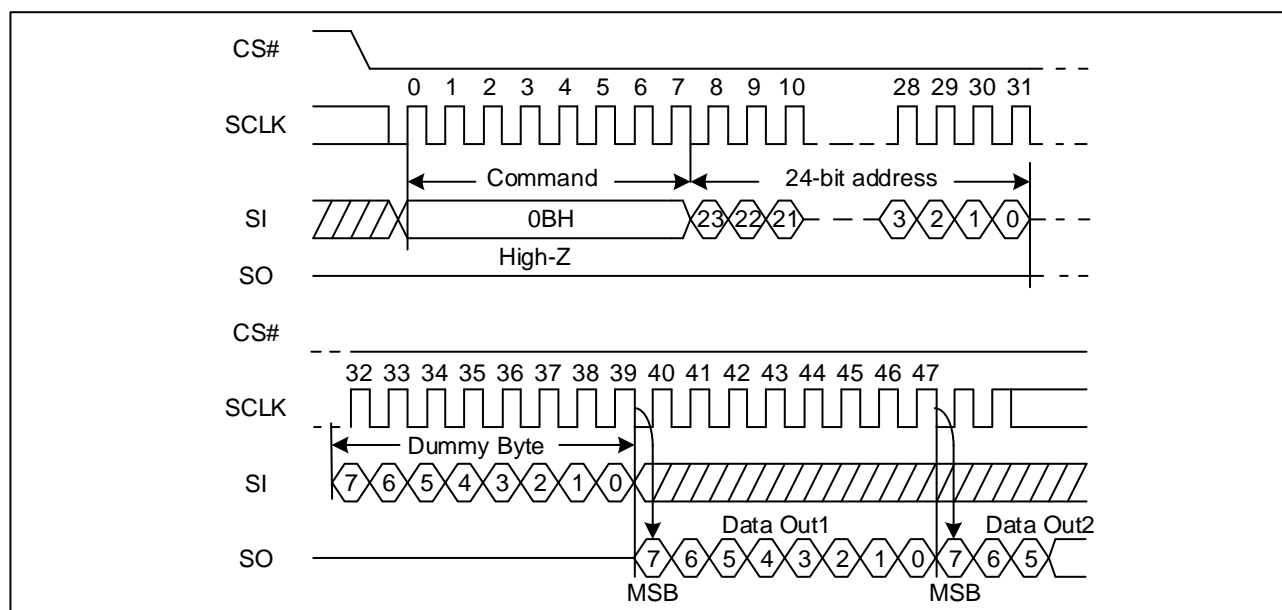 CS#
0 1 2 3 4 5 6 7 8 9 10 28 29 30 31
SCLK
Command 24-bit address
SI 0BH 23 22 21 3 2 1 0
High-Z
SO
CS#
32 33 34 35 36 37 38 39 40 41 42 43 44 45 46 47
SCLK
Dummy Byte
SI 7 6 5 4 3 2 1 0
Data Out1 Data Out2
SO 7 6 5 4 3 2 1 0 7 6 5
MSB MSB